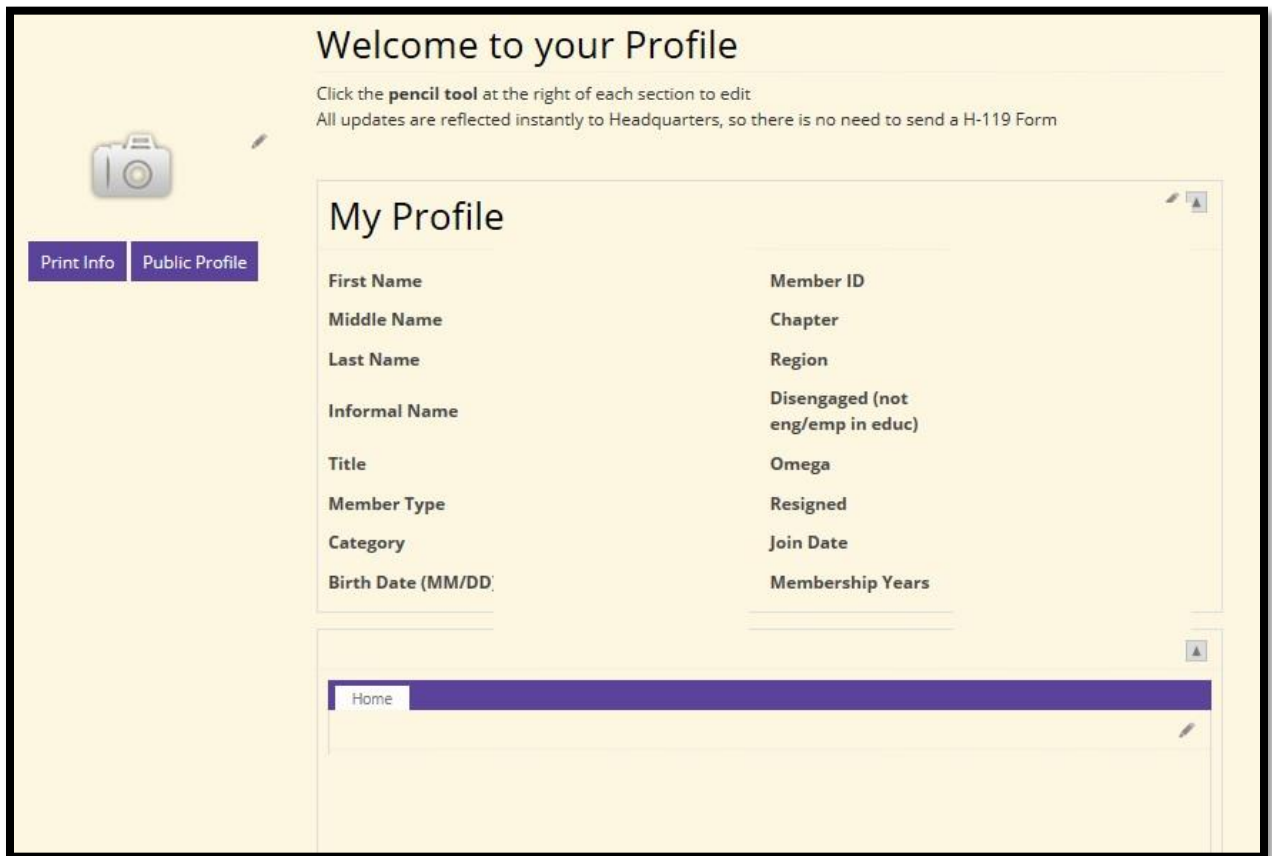 Welcome to your Profile
Click the pencil tool at the right of each section to edit
All updates are reflected instantly to Headquarters, so there is no need to send a H-119 Form
Print Info
Public Profile
My Profile
First Name
Member ID
Middle Name
Chapter
Last Name
Region
Informal Name
Disengaged (not
eng/emp in educ)
Title
Omega
Member Type
Resigned
Category
Join Date
Birth Date (MM/DD)
Membership Years
Home